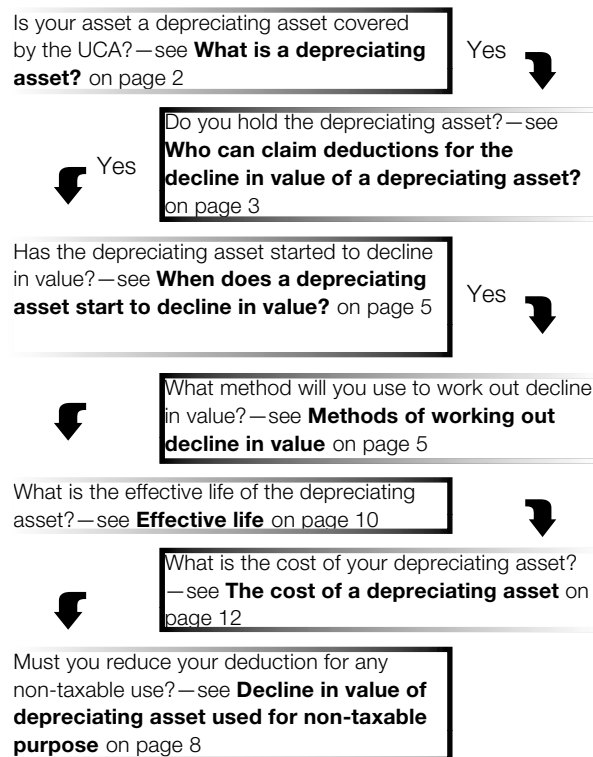 Is your asset a depreciating asset covered
by the UCA?—see What is a depreciating
asset? on page 2
Yes
Do you hold the depreciating asset?—see
Who can claim deductions for the
decline in value of a depreciating asset?
on page 3
Yes
Has the depreciating asset started to decline
in value?—see When does a depreciating
asset start to decline in value? on page 5
Yes
What method will you use to work out decline
in value?—see Methods of working out
decline in value on page 5
What is the effective life of the depreciating
asset?—see Effective life on page 10
What is the cost of your depreciating asset?
—see The cost of a depreciating asset on
page 12
Must you reduce your deduction for any
non-taxable use?—see Decline in value of
depreciating asset used for non-taxable
purpose on page 8